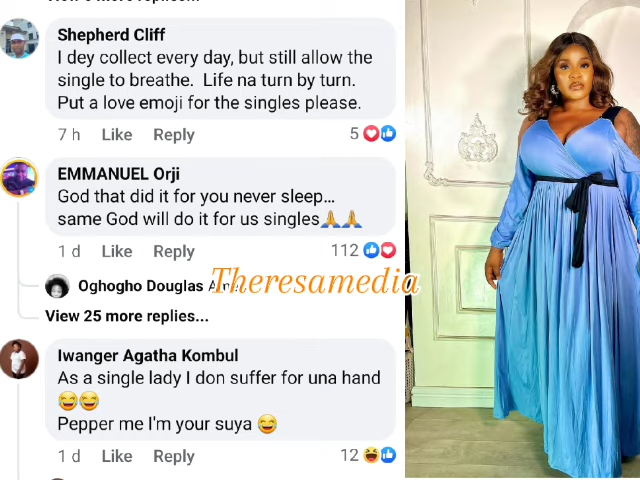 Shepherd Cliff
I dey collect every day, but still allow the
single to breathe. Life na turn by turn.
Put a love emoji for the singles please.
7 h Like Reply 5
EMMANUEL Orji
God that did it for you never sleep...
same God will do it for us singles🙏🙏
1 d Like Reply 112
Oghogho Douglas
Theresamedia
View 25 more replies...
Iwanger Agatha Kombul
As a single lady I don suffer for una hand
😂😂
Pepper me I'm your suya 😂
1 d Like Reply 12